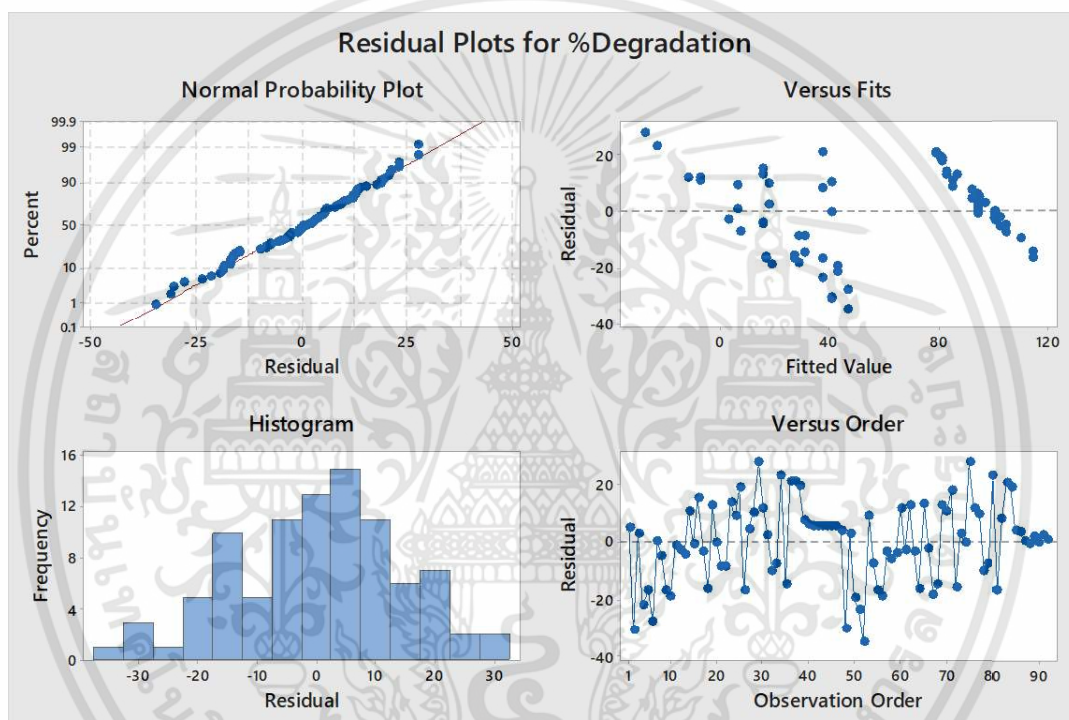 Residual Plots for %Degradation
Normal Probability Plot
Versus Fits
99.9
99
90
50
10
1
0.1
Percent
-50 -25 0 25 50
Residual
20
0
-20
-40
Residual
0 40 80 120
Fitted Value
Histogram
Versus Order
16
12
8
4
0
Frequency
-30 -20 -10 0 10 20 30
Residual
20
0
-20
-40
Residual
1 10 20 30 40 50 60 70 80 90
Observation Order